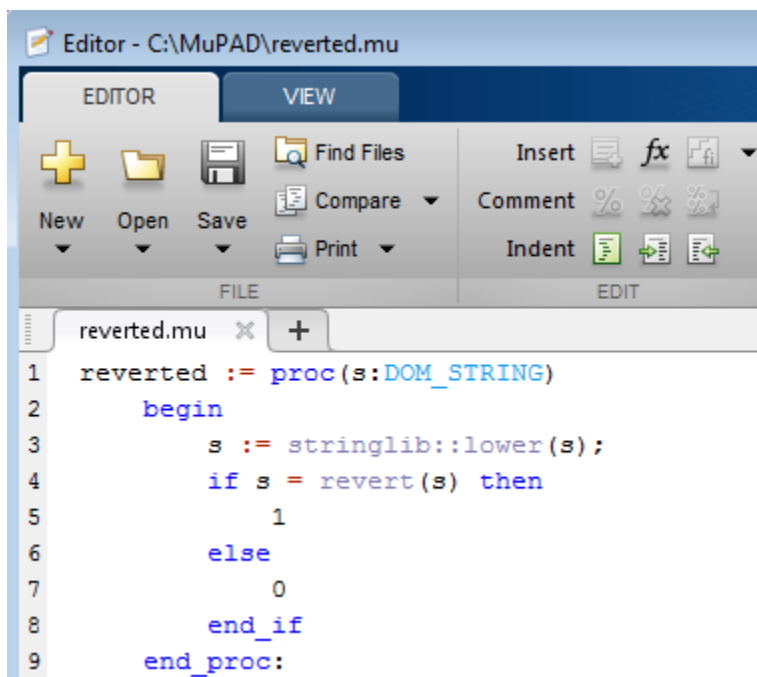 Editor - C:\MuPAD\reverted.mu
EDITOR VIEW
New Open Save Find Files Compare Print
Insert fx fi
Comment % % %
Indent
FILE EDIT
reverted.mu × +
1 reverted := proc(s:DOM_STRING)
2 begin
3 s := stringlib::lower(s);
4 if s = revert(s) then
5 1
6 else
7 0
8 end_if
9 end_proc: